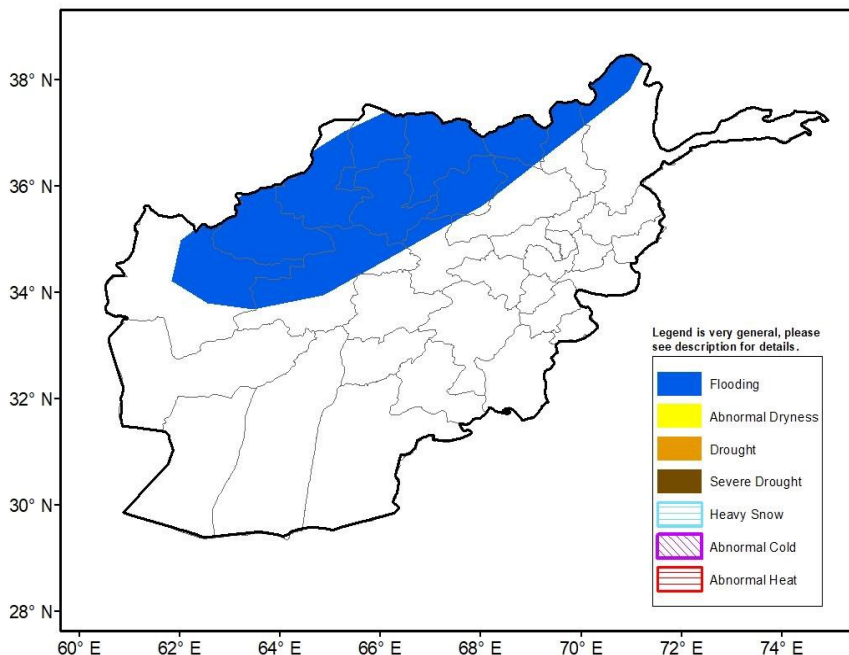 38° N
36° N
34° N
32° N
30° N
28° N
Legend is very general, please
see description for details.
Flooding
Abnormal Dryness
Drought
Severe Drought
Heavy Snow
Abnormal Cold
Abnormal Heat
60° E 62° E 64° E 66° E 68° E 70° E 72° E 74° E